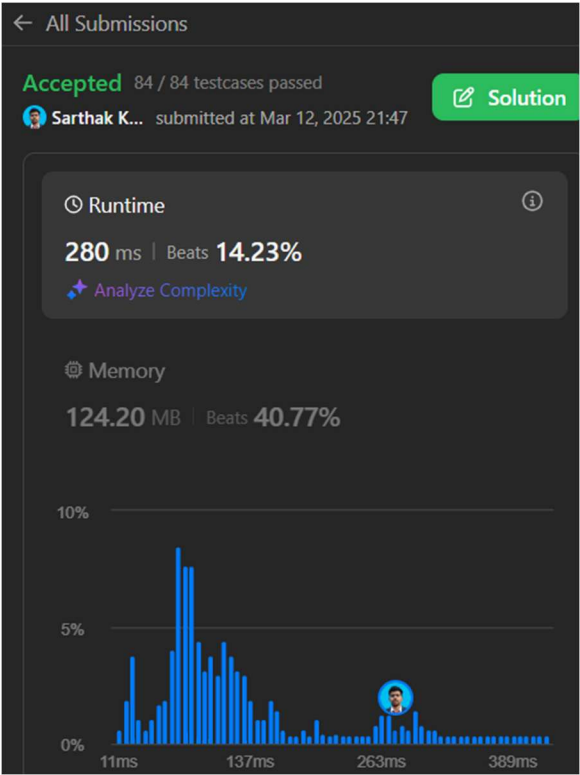 ← All Submissions
Accepted 84 / 84 testcases passed
Solution
Sarthak K... submitted at Mar 12, 2025 21:47
Runtime
280 ms | Beats 14.23%
Analyze Complexity
Memory
124.20 MB | Beats 40.77%
10%
5%
0%
11ms 137ms 263ms 389ms